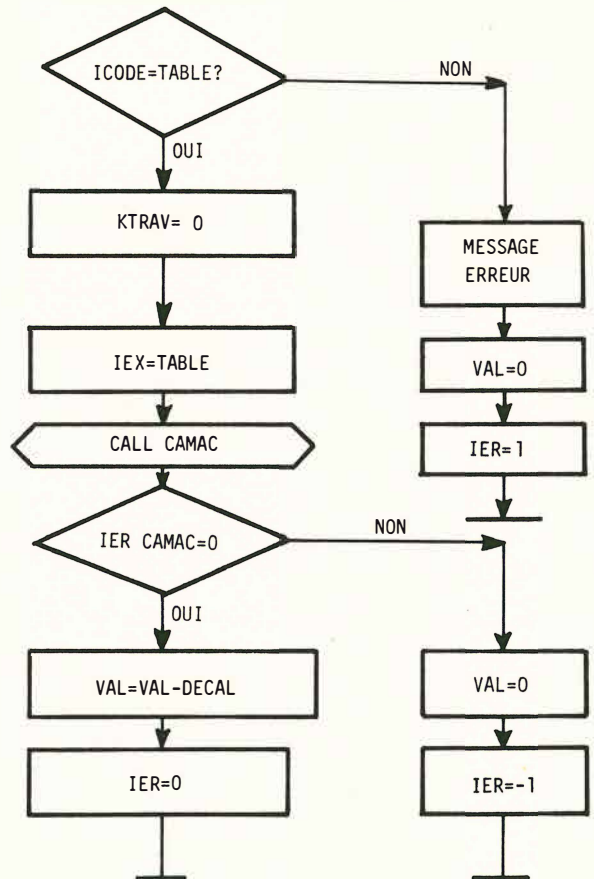 ICODE=TABLE?
NON
OUI
KTRAV= 0
MESSAGE
ERREUR
IEX=TABLE
VAL=0
CALL CAMAC
IER=1
IER CAMAC=0
NON
OUI
VAL=VAL-DECAL
VAL=0
IER=0
IER=-1